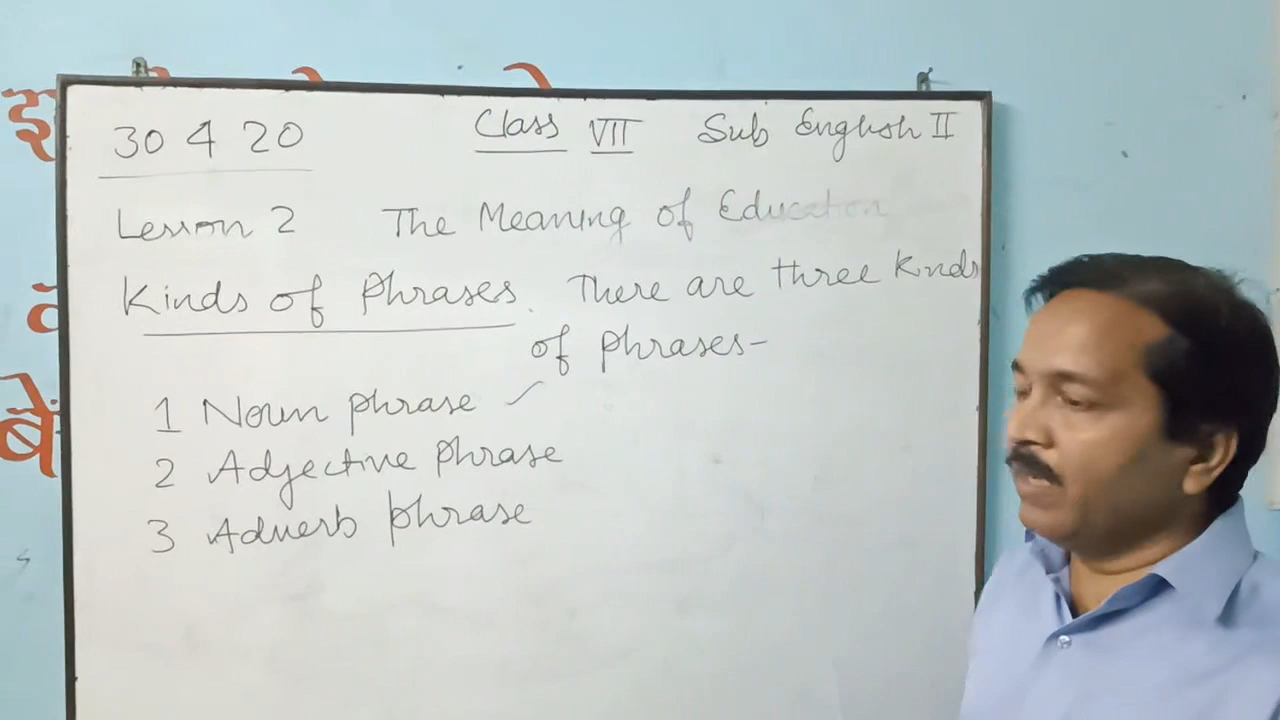 30 4 20 Class VII Sub English II
Lesson 2 The Meaning of Education
Kinds of Phrases. There are three Kinds
of phrases-
1 Noun phrase
2 Adjective phrase
3 Adverb phrase